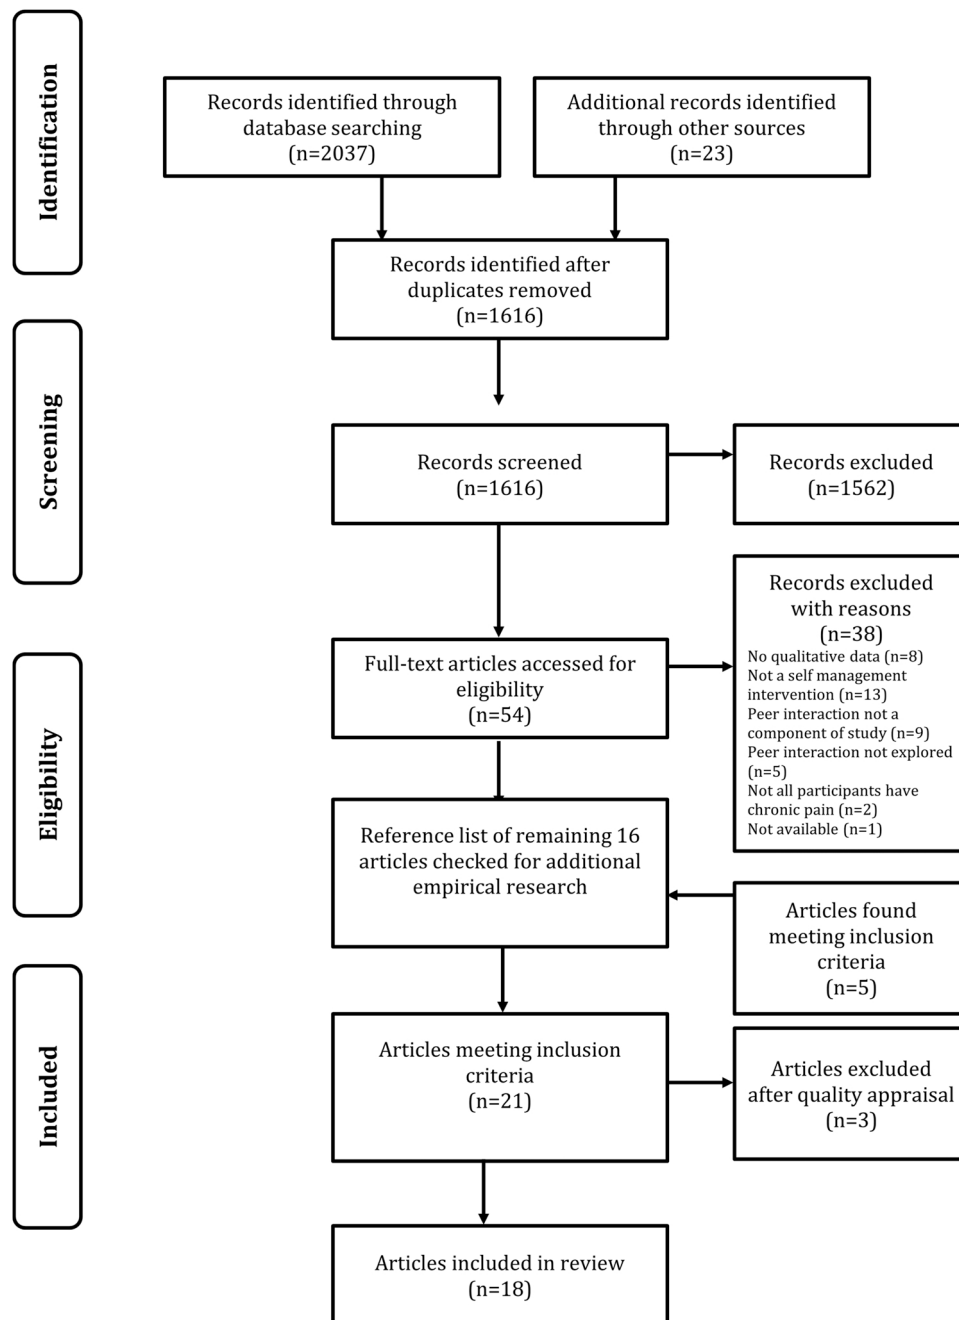 Identification
Records identified through
database searching
(n=2037)
Additional records identified
through other sources
(n=23)
Records identified after
duplicates removed
(n=1616)
Screening
Records screened
(n=1616)
Records excluded
(n=1562)
Eligibility
Full-text articles accessed for
eligibility
(n=54)
Records excluded
with reasons
(n=38)
No qualitative data (n=8)
Not a self management
intervention (n=13)
Peer interaction not a
component of study (n=9)
Peer interaction not explored
(n=5)
Not all participants have
chronic pain (n=2)
Not available (n=1)
Reference list of remaining 16
articles checked for additional
empirical research
Articles found
meeting inclusion
criteria
(n=5)
Included
Articles meeting inclusion
criteria
(n=21)
Articles excluded
after quality appraisal
(n=3)
Articles included in review
(n=18)